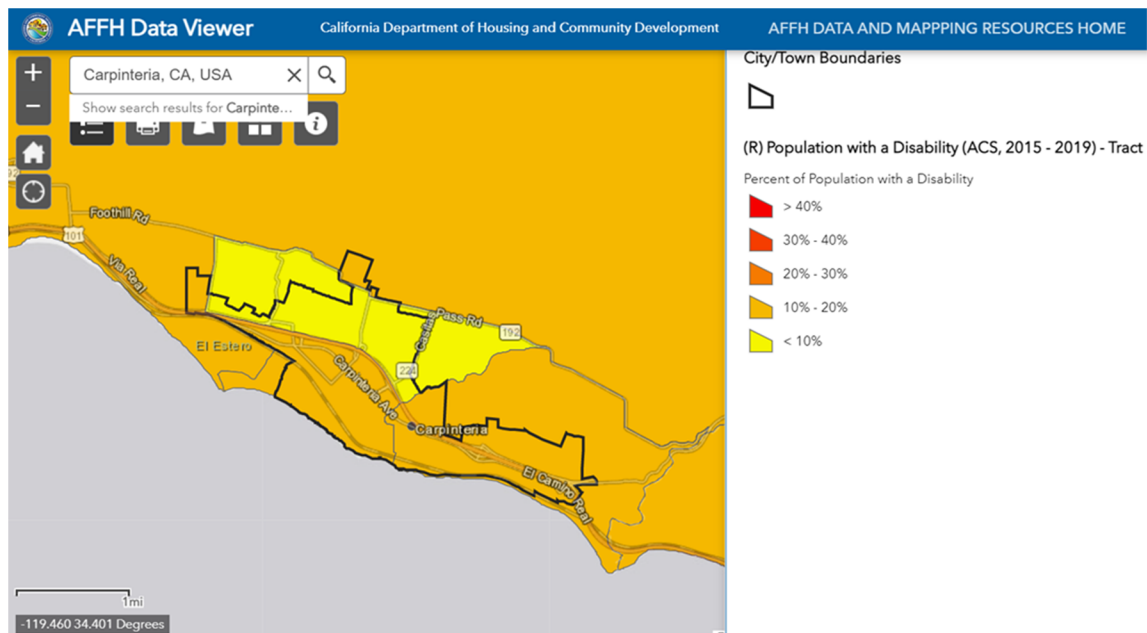 AFFH Data Viewer
California Department of Housing and Community Development
AFFH DATA AND MAPPPING RESOURCES HOME
+
−
Carpinteria, CA, USA
Show search results for Carpinte...
i
92
Foothill Rd
101
Via Real
El Estero
Casitas Pass Rd
192
224
Carpinteria Ave
Carpinteria
El Camino Real
1mi
-119.460 34.401 Degrees
City/Town Boundaries
(R) Population with a Disability (ACS, 2015 - 2019) - Tract
Percent of Population with a Disability
> 40%
30% - 40%
20% - 30%
10% - 20%
< 10%